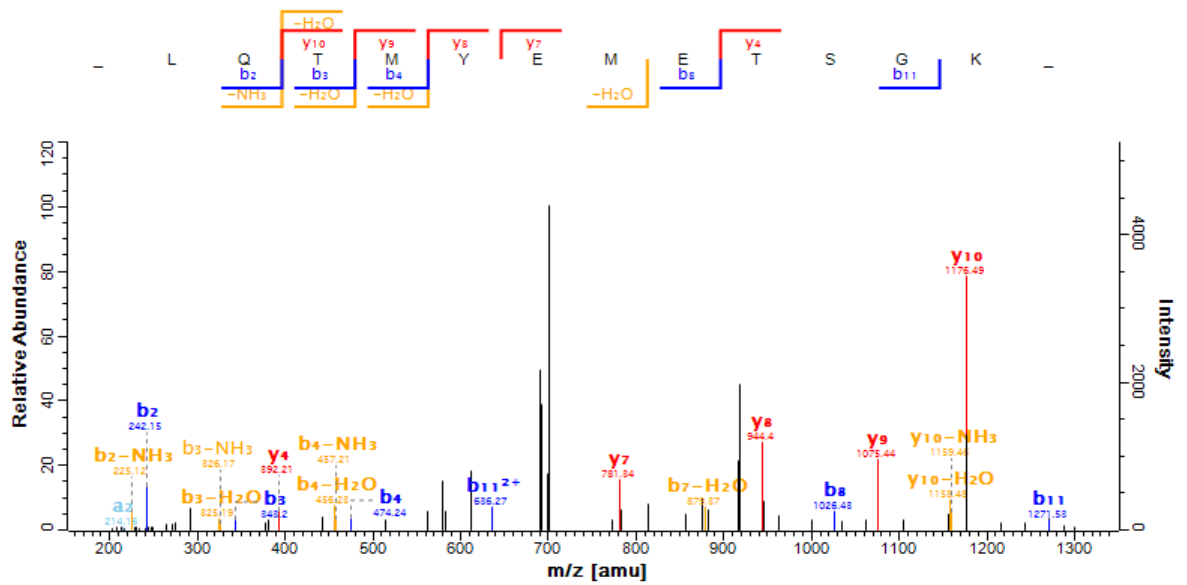 –H₂O
y₁₀ y₉ y₈ y₇ y₄
_ L Q T M Y E M E T S G K _
b₂ b₃ b₄ b₈ b₁₁
–NH₃ –H₂O –H₂O –H₂O
Relative Abundance
120
100
80
60
40
20
0
a₂
214.16
b₂–NH₃
225.12
b₂
242.15
b₃–H₂O
325.19
b₃–NH₃
326.17
b₃
343.2
y₄
392.21
b₄–H₂O
456.23
b₄–NH₃
457.21
b₄
474.24
b₁₁²⁺
636.27
y₇
781.34
b₇–H₂O
879.37
y₈
944.4
b₈
1026.43
y₉
1075.44
y₁₀–H₂O
1158.48
y₁₀–NH₃
1159.46
y₁₀
1176.49
b₁₁
1271.53
4000
2000
0
Intensity
200 300 400 500 600 700 800 900 1000 1100 1200 1300
m/z [amu]